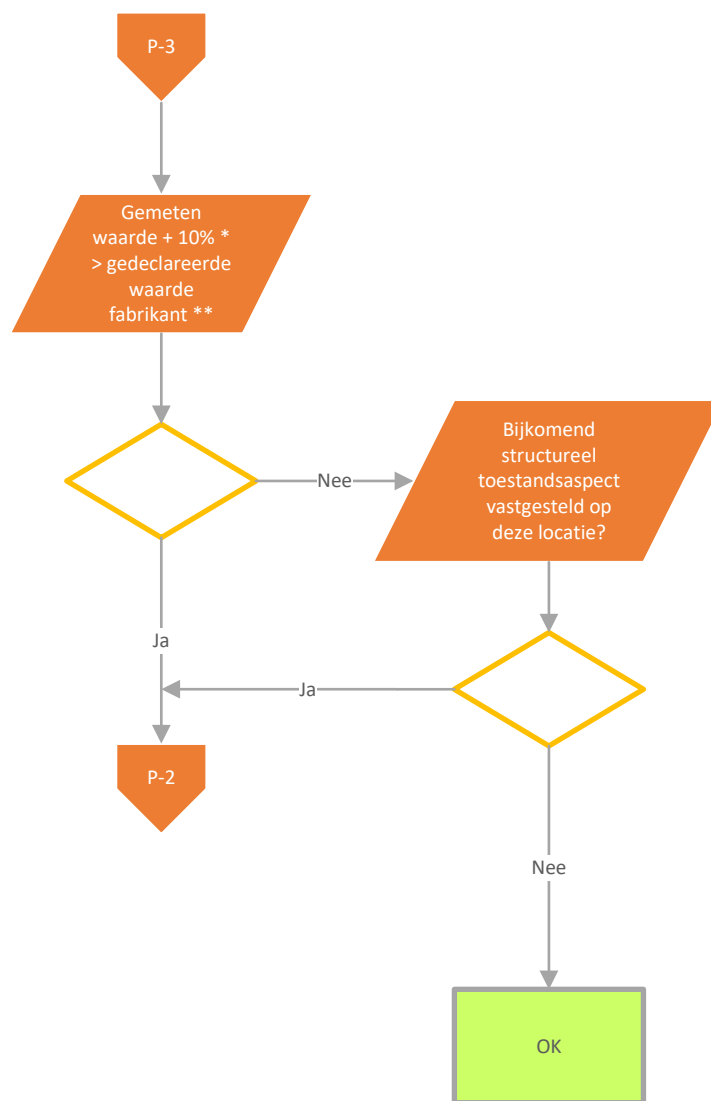 P-3
Gemeten
waarde + 10% *
> gedeclareerde
waarde
fabrikant **
Nee
Bijkomend
structureel
toestandsaspect
vastgesteld op
deze locatie?
Ja
Ja
P-2
Nee
OK